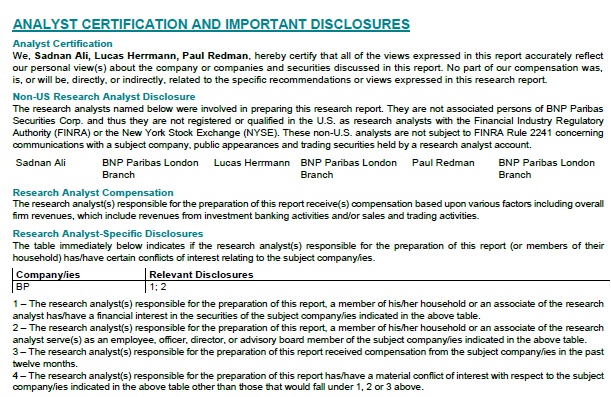 ANALYST CERTIFICATION AND IMPORTANT DISCLOSURES
Analyst Certification
We, Sadnan Ali, Lucas Herrmann, Paul Redman, hereby certify that all of the views expressed in this report accurately reflect
our personal view(s) about the company or companies and securities discussed in this report. No part of our compensation was,
is, or will be, directly, or indirectly, related to the specific recommendations or views expressed in this research report.
Non-US Research Analyst Disclosure
The research analysts named below were involved in preparing this research report. They are not associated persons of BNP Paribas
Securities Corp. and thus they are not registered or qualified in the U.S. as research analysts with the Financial Industry Regulatory
Authority (FINRA) or the New York Stock Exchange (NYSE). These non-U.S. analysts are not subject to FINRA Rule 2241 concerning
communications with a subject company, public appearances and trading securities held by a research analyst account.
Sadnan Ali BNP Paribas London Lucas Herrmann BNP Paribas London Paul Redman BNP Paribas London
Branch Branch Branch
Research Analyst Compensation
The research analyst(s) responsible for the preparation of this report receive(s) compensation based upon various factors including overall
firm revenues, which include revenues from investment banking activities and/or sales and trading activities.
Research Analyst-Specific Disclosures
The table immediately below indicates if the research analyst(s) responsible for the preparation of this report (or members of their
household) has/have certain conflicts of interest relating to the subject company/ies.
Company/ies Relevant Disclosures
BP 1; 2
1 – The research analyst(s) responsible for the preparation of this report, a member of his/her household or an associate of the research
analyst has/have a financial interest in the securities of the subject company/ies indicated in the above table.
2 – The research analyst(s) responsible for the preparation of this report, a member of his/her household or an associate of the research
analyst serve(s) as an employee, officer, director, or advisory board member of the subject company/ies indicated in the above table.
3 – The research analyst(s) responsible for the preparation of this report received compensation from the subject company/ies in the past
twelve months.
4 – The research analyst(s) responsible for the preparation of this report has/have a material conflict of interest with respect to the subject
company/ies indicated in the above table other than those that would fall under 1, 2 or 3 above.